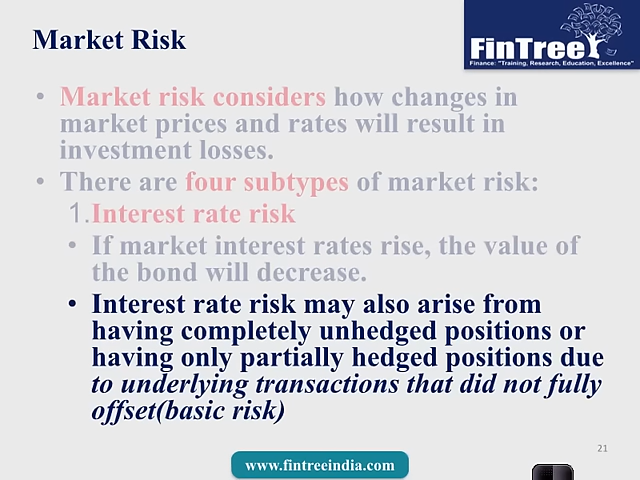 Market Risk
FinTree
Finance: "Training, Research, Education, Excellence"
• Market risk considers how changes in
market prices and rates will result in
investment losses.
• There are four subtypes of market risk:
1.Interest rate risk
• If market interest rates rise, the value of
the bond will decrease.
• Interest rate risk may also arise from
having completely unhedged positions or
having only partially hedged positions due
to underlying transactions that did not fully
offset(basic risk)
21
www.fintreeindia.com